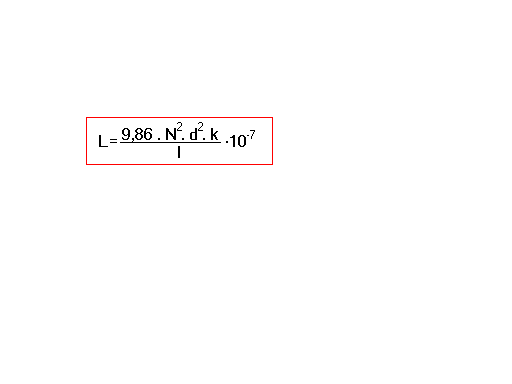 L = 9,86 . N². d². k / l ·10⁻⁷